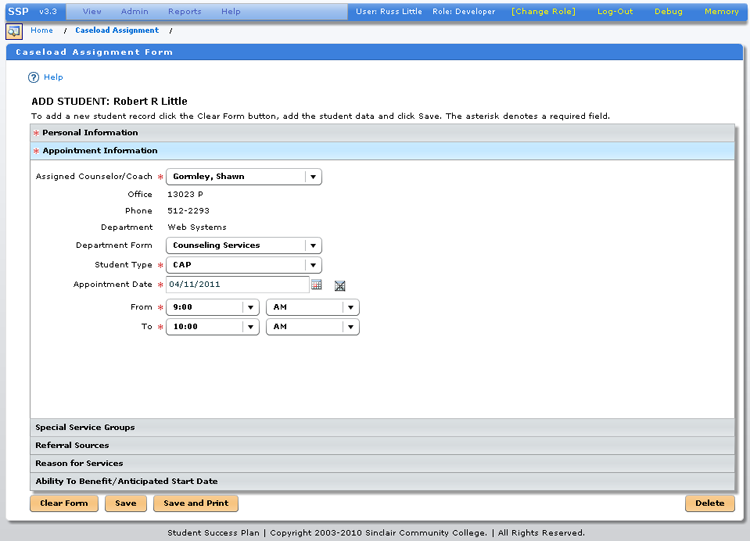 SSP v3.3 View Admin Reports Help User: Russ Little Role: Developer [Change Role] Log-Out Debug Memory
Home / Caseload Assignment /
Caseload Assignment Form
? Help
ADD STUDENT: Robert R Little
To add a new student record click the Clear Form button, add the student data and click Save. The asterisk denotes a required field.
* Personal Information
* Appointment Information
Assigned Counselor/Coach * Gormley, Shawn
Office 13023 P
Phone 512-2293
Department Web Systems
Department Form Counseling Services
Student Type * CAP
Appointment Date * 04/11/2011
From * 9:00 AM
To * 10:00 AM
Special Service Groups
Referral Sources
Reason for Services
Ability To Benefit/Anticipated Start Date
Clear Form Save Save and Print Delete
Student Success Plan | Copyright 2003-2010 Sinclair Community College. | All Rights Reserved.